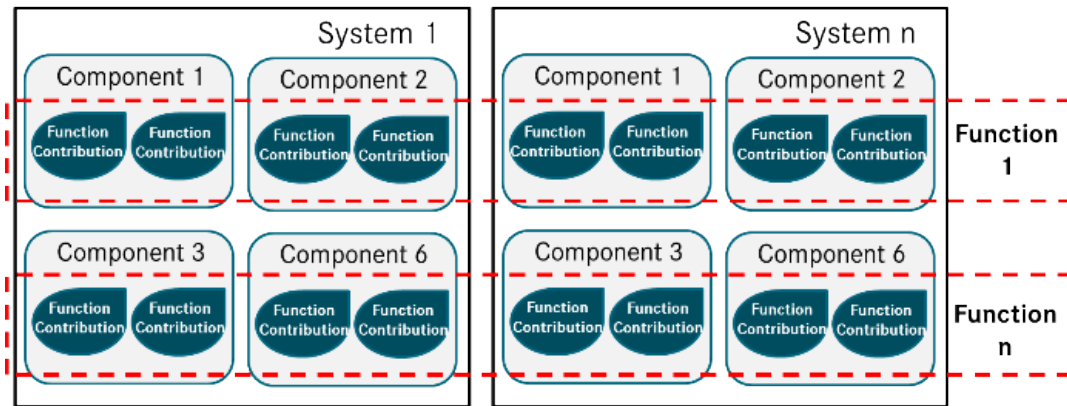 System 1
Component 1
Component 2
Function
Contribution
Function
Contribution
Function
Contribution
Function
Contribution
Component 3
Component 6
Function
Contribution
Function
Contribution
Function
Contribution
Function
Contribution
System n
Component 1
Component 2
Function
Contribution
Function
Contribution
Function
Contribution
Function
Contribution
Component 3
Component 6
Function
Contribution
Function
Contribution
Function
Contribution
Function
Contribution
Function
1
Function
n